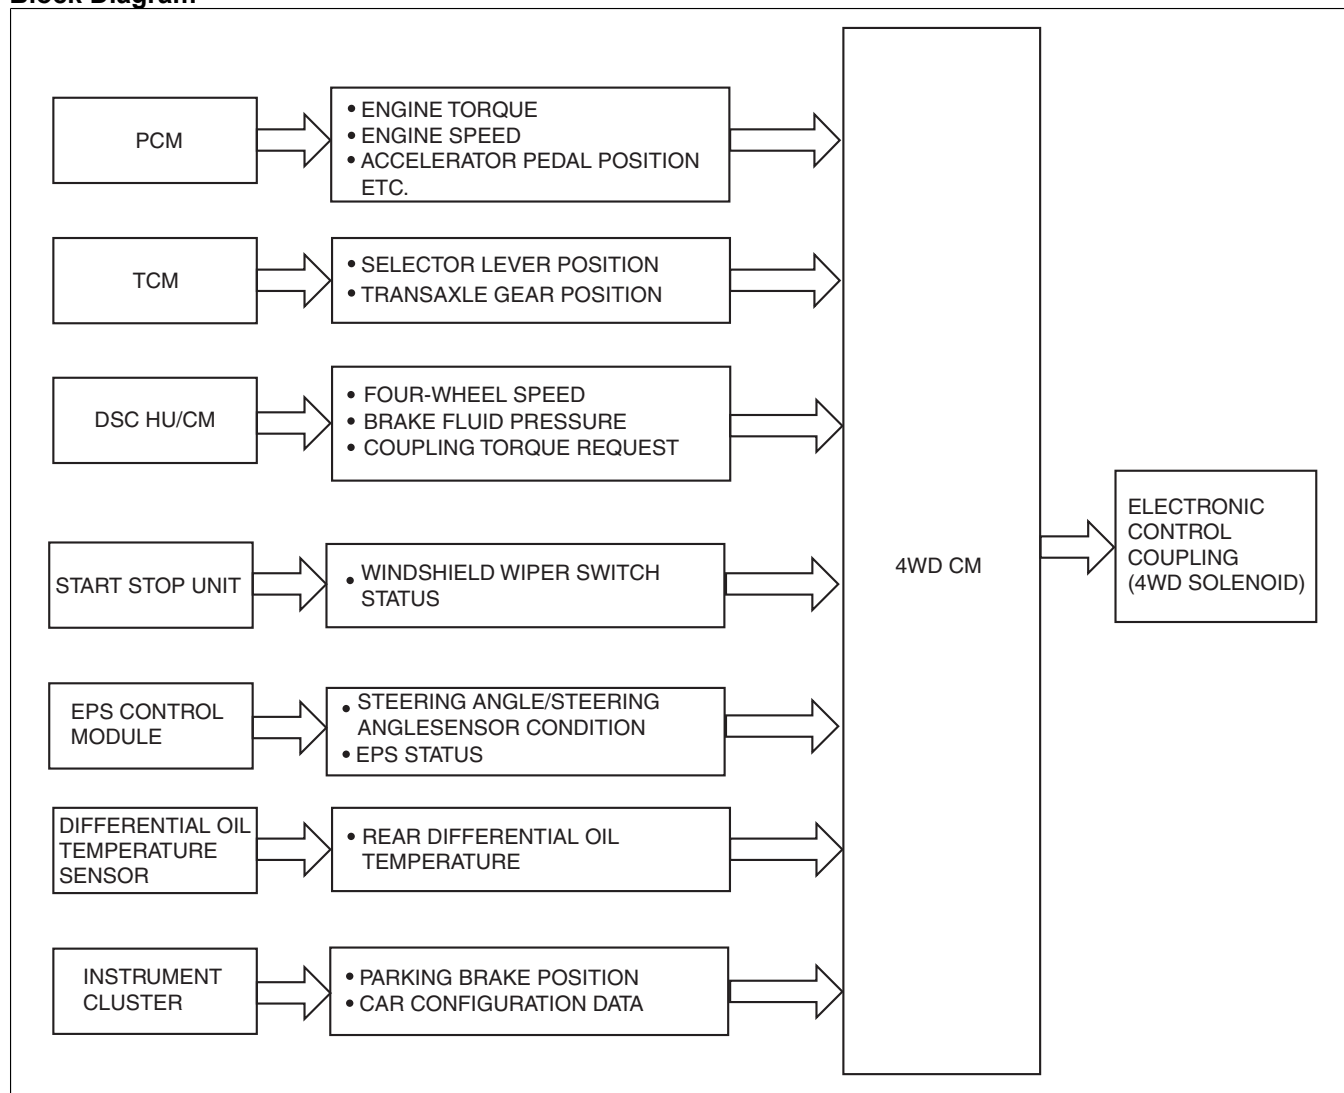 Block Diagram
PCM
• ENGINE TORQUE
• ENGINE SPEED
• ACCELERATOR PEDAL POSITION
ETC.
TCM
• SELECTOR LEVER POSITION
• TRANSAXLE GEAR POSITION
DSC HU/CM
• FOUR-WHEEL SPEED
• BRAKE FLUID PRESSURE
• COUPLING TORQUE REQUEST
START STOP UNIT
• WINDSHIELD WIPER SWITCH
STATUS
EPS CONTROL
MODULE
• STEERING ANGLE/STEERING
ANGLESENSOR CONDITION
• EPS STATUS
DIFFERENTIAL OIL
TEMPERATURE
SENSOR
• REAR DIFFERENTIAL OIL
TEMPERATURE
INSTRUMENT
CLUSTER
• PARKING BRAKE POSITION
• CAR CONFIGURATION DATA
4WD CM
ELECTRONIC
CONTROL
COUPLING
(4WD SOLENOID)